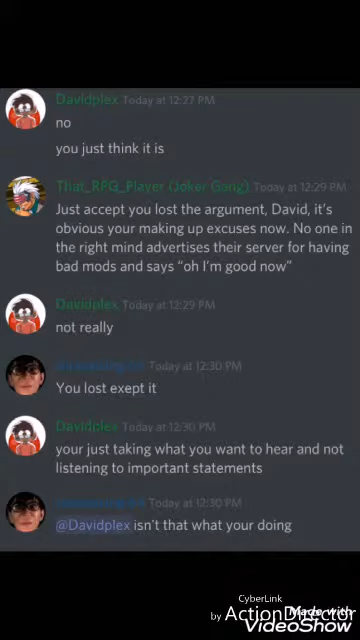 Davidplex Today at 12:27 PM
no
you just think it is
That_RPG_Player (Joker Gang) Today at 12:29 PM
Just accept you lost the argument, David, it's
obvious your making up excuses now. No one in
the right mind advertises their server for having
bad mods and says “oh I'm good now”
Davidplex Today at 12:29 PM
not really
Today at 12:30 PM
You lost exept it
Davidplex Today at 12:30 PM
your just taking what you want to hear and not
listening to important statements
Today at 12:30 PM
@Davidplex isn't that what your doing
CyberLink
by ActionDirector
Made with
VideoShow